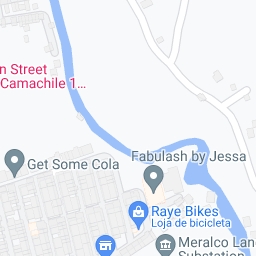 n Street
Camachile 1...
Get Some Cola
Fabulash by Jessa
Raye Bikes
Loja de bicicleta
Meralco Lan
Substation